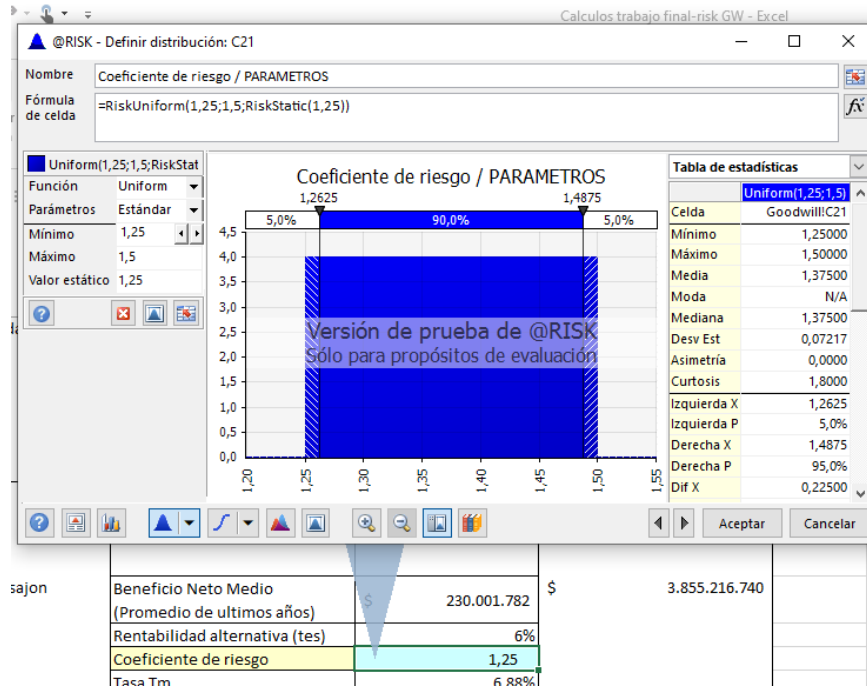 Calculos trabajo final-risk GW - Excel
@RISK - Definir distribución: C21
Nombre
Coeficiente de riesgo / PARAMETROS
Fórmula
de celda
=RiskUniform(1,25;1,5;RiskStatic(1,25))
fx
Uniform(1,25;1,5;RiskStat
Función Uniform
Parámetros Estándar
Mínimo 1,25
Máximo 1,5
Valor estático 1,25
Coeficiente de riesgo / PARAMETROS
1,2625 1,4875
5,0% 90,0% 5,0%
4,5
4,0
3,5
3,0
2,5
2,0
1,5
1,0
0,5
0,0
Versión de prueba de @RISK
Sólo para propósitos de evaluación
1,20 1,25 1,30 1,35 1,40 1,45 1,50 1,55
Tabla de estadísticas
Uniform(1,25;1,5)
Celda Goodwill!C21
Mínimo 1,25000
Máximo 1,50000
Media 1,37500
Moda N/A
Mediana 1,37500
Desv Est 0,07217
Asimetría 0,0000
Curtosis 1,8000
Izquierda X 1,2625
Izquierda P 5,0%
Derecha X 1,4875
Derecha P 95,0%
Dif X 0,22500
Aceptar Cancelar
sajon
Beneficio Neto Medio
(Promedio de ultimos años)
$ 230.001.782 $ 3.855.216.740
Rentabilidad alternativa (tes) 6%
Coeficiente de riesgo 1,25
Tasa Tm 6,88%